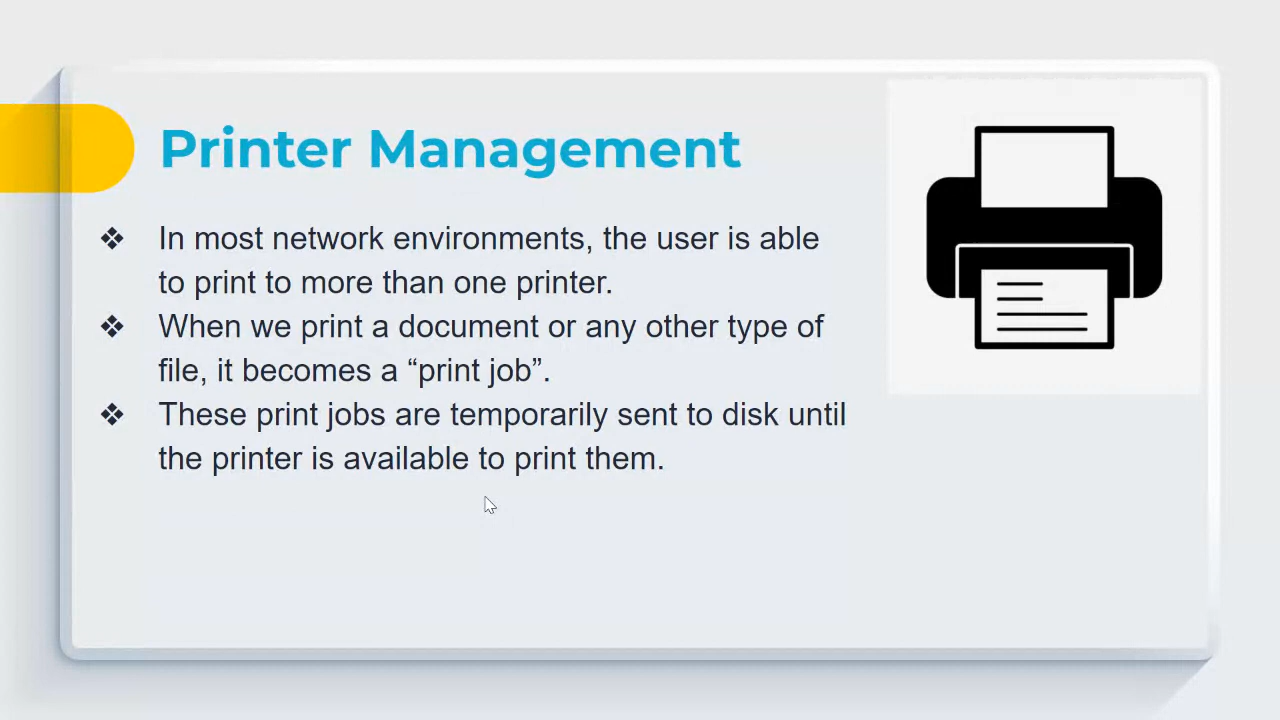 Printer Management
❖ In most network environments, the user is able
to print to more than one printer.
❖ When we print a document or any other type of
file, it becomes a “print job”.
❖ These print jobs are temporarily sent to disk until
the printer is available to print them.